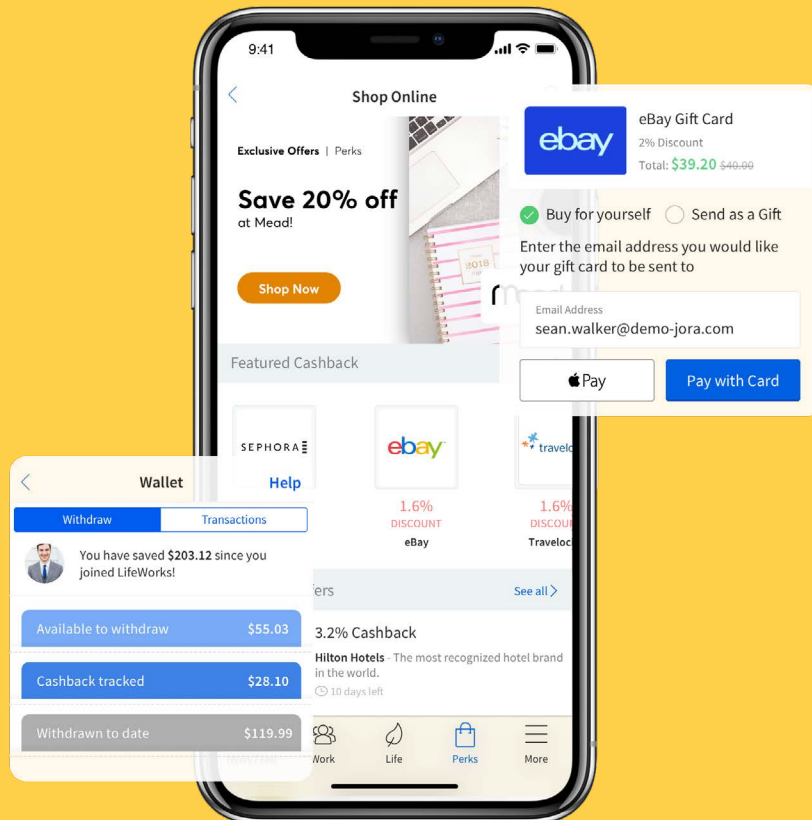 9:41
Shop Online
Exclusive Offers | Perks
Save 20% off
at Mead!
Shop Now
2018
Featured Cashback
SEPHORA
ebay
1.6%
DISCOUNT
eBay
1.6%
See all >
3.2% Cashback
Hilton Hotels - The most recognized hotel brand
in the world.
10 days left
Life
Perks
More
ebay
eBay Gift Card
2% Discount
Total: $39.20 $40.00
Buy for yourself
Send as a Gift
Enter the email address you would like
your gift card to be sent to
Email Address
sean.walker@demo-jora.com
Pay
Pay with Card
Wallet
Help
Withdraw
Transactions
You have saved $203.12 since you
joined LifeWorks!
Available to withdraw $55.03
Cashback tracked $28.10
Withdrawn to date $119.99